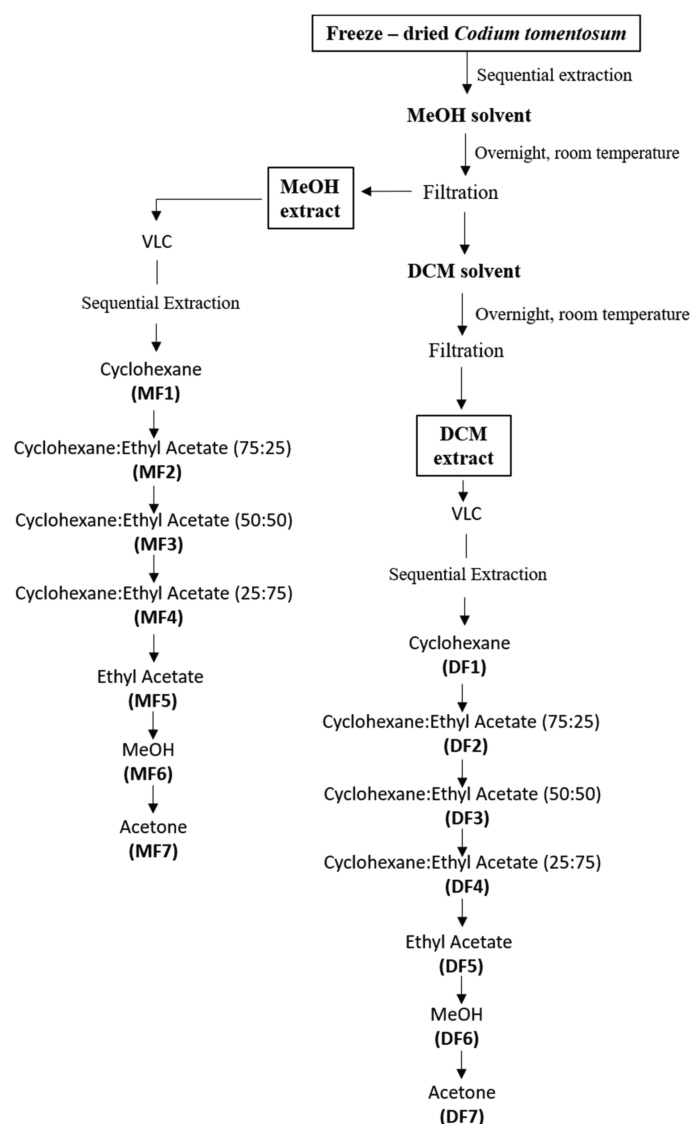 Freeze – dried Codium tomentosum
Sequential extraction
MeOH solvent
Overnight, room temperature
Filtration
MeOH
extract
VLC
Sequential Extraction
Cyclohexane
(MF1)
Cyclohexane:Ethyl Acetate (75:25)
(MF2)
Cyclohexane:Ethyl Acetate (50:50)
(MF3)
Cyclohexane:Ethyl Acetate (25:75)
(MF4)
Ethyl Acetate
(MF5)
MeOH
(MF6)
Acetone
(MF7)
DCM solvent
Overnight, room temperature
Filtration
DCM
extract
VLC
Sequential Extraction
Cyclohexane
(DF1)
Cyclohexane:Ethyl Acetate (75:25)
(DF2)
Cyclohexane:Ethyl Acetate (50:50)
(DF3)
Cyclohexane:Ethyl Acetate (25:75)
(DF4)
Ethyl Acetate
(DF5)
MeOH
(DF6)
Acetone
(DF7)